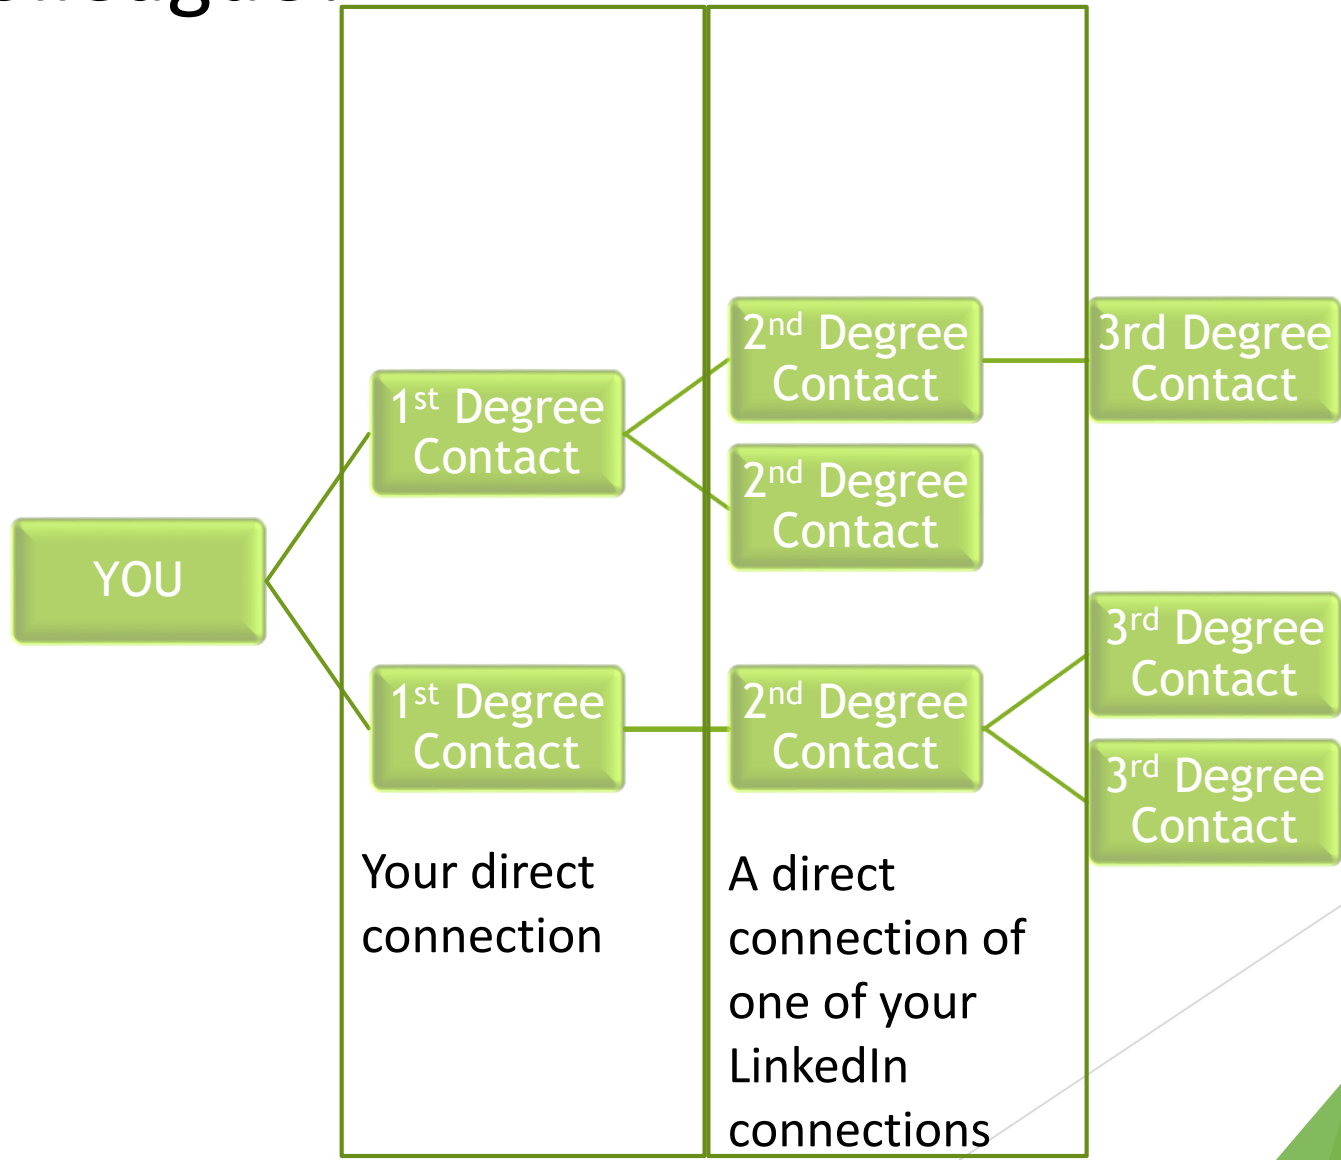 YOU
1st Degree
Contact
1st Degree
Contact
2nd Degree
Contact
2nd Degree
Contact
2nd Degree
Contact
3rd Degree
Contact
3rd Degree
Contact
3rd Degree
Contact
Your direct
connection
A direct
connection of
one of your
LinkedIn
connections